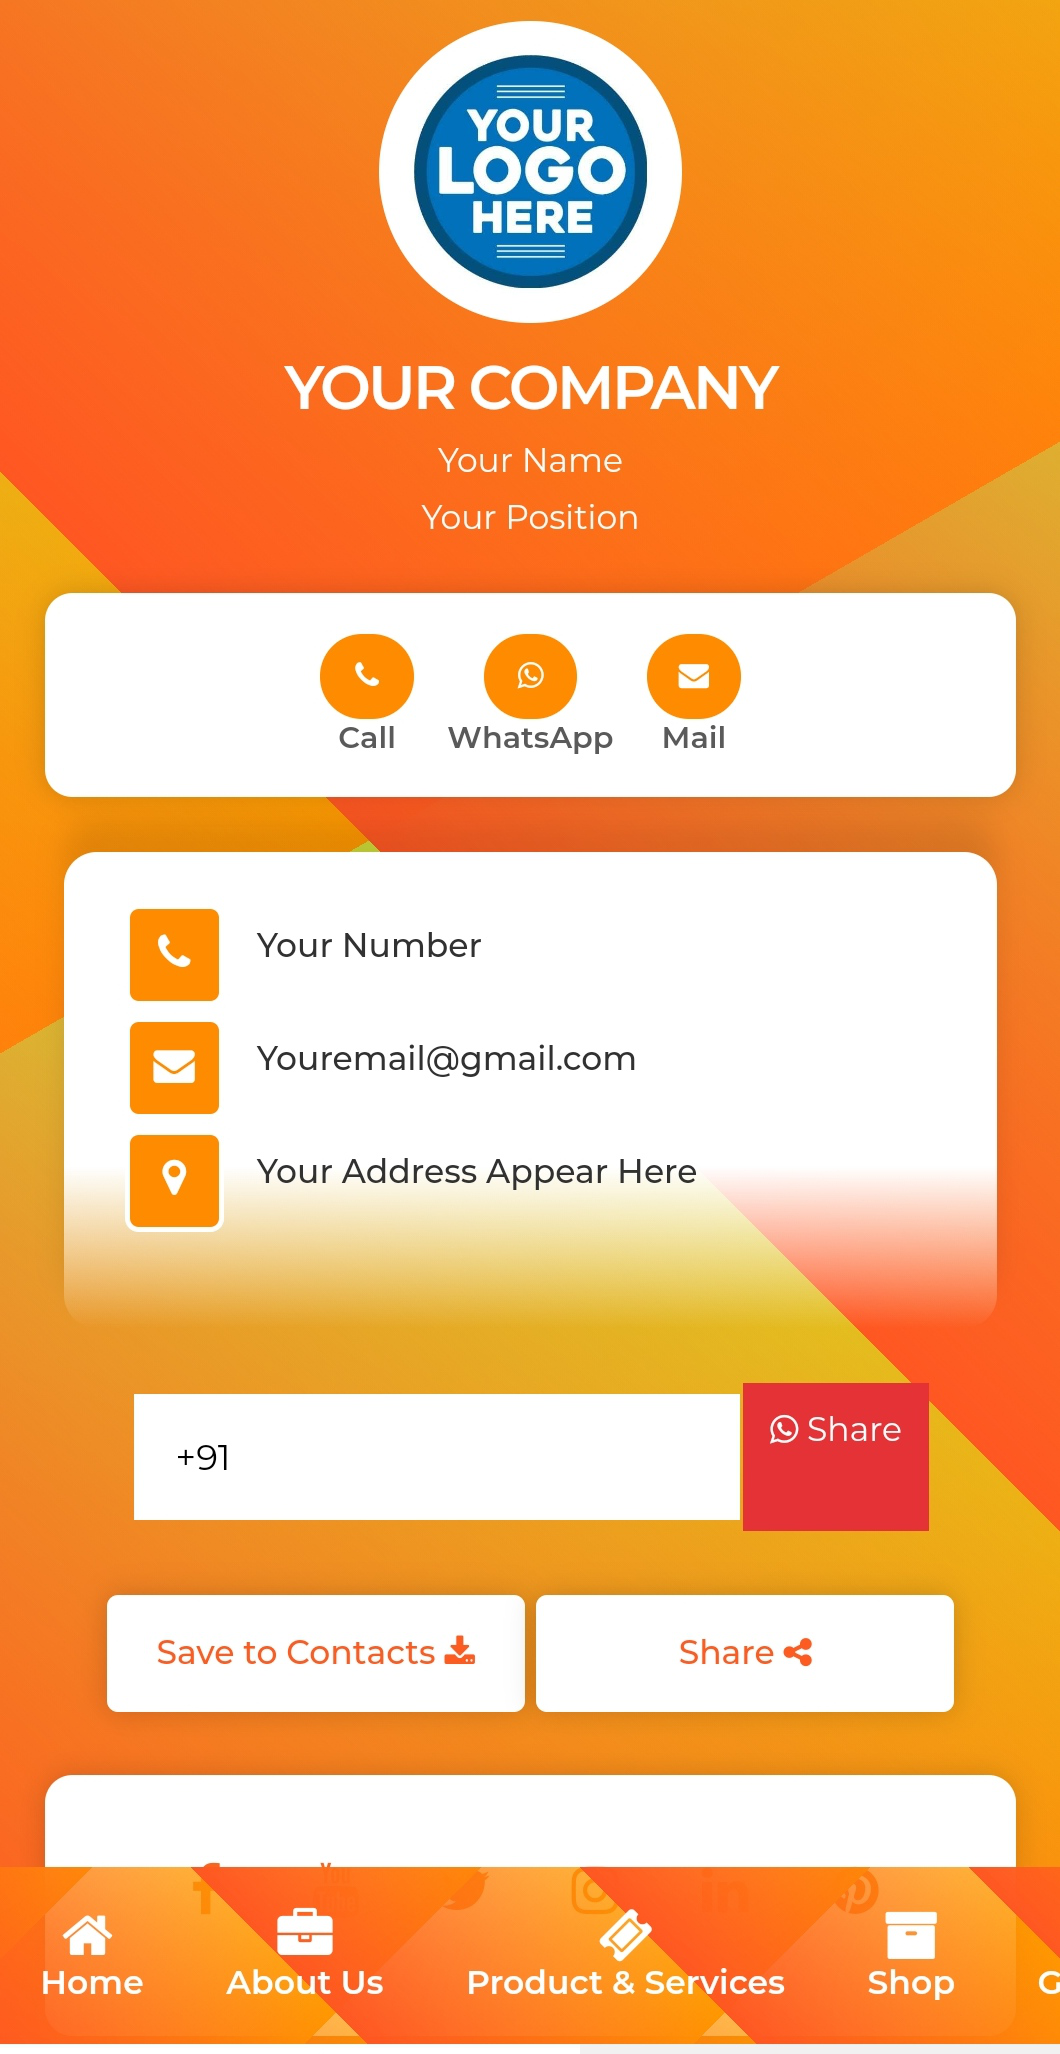 YOUR
LOGO
HERE
YOUR COMPANY
Your Name
Your Position
Call WhatsApp Mail
Your Number
Youremail@gmail.com
Your Address Appear Here
+91
Share
Save to Contacts
Share
You
Home About Us Product & Services Shop G